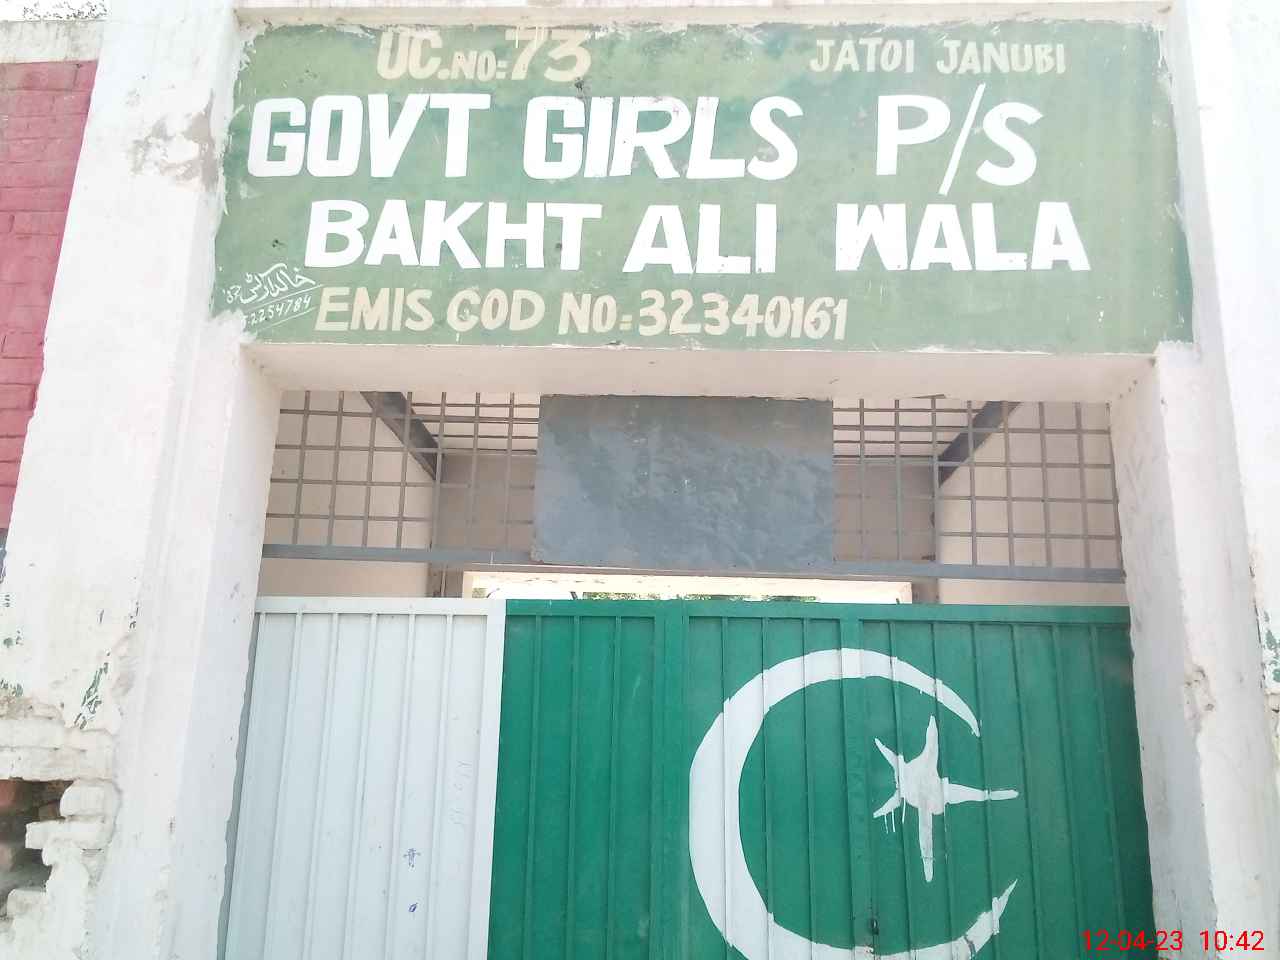 UC.NO:73 JATOI JANUBI
GOVT GIRLS P/S
BAKHT ALI WALA
EMIS COD NO:32340161
12-04-23 10:42